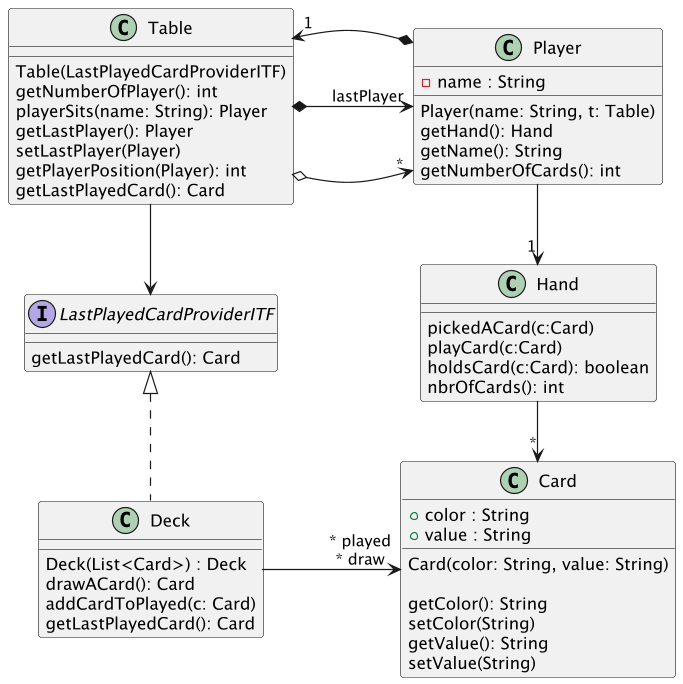 C Table
Table(LastPlayedCardProviderITF)
getNumberOfPlayer(): int
playerSits(name: String): Player
getLastPlayer(): Player
setLastPlayer(Player)
getPlayerPosition(Player): int
getLastPlayedCard(): Card
1
lastPlayer
*
C Player
name : String
Player(name: String, t: Table)
getHand(): Hand
getName(): String
getNumberOfCards(): int
1
I LastPlayedCardProviderITF
getLastPlayedCard(): Card
C Hand
pickedACard(c:Card)
playCard(c:Card)
holdsCard(c:Card): boolean
nbrOfCards(): int
*
C Deck
Deck(List<Card>) : Deck
drawACard(): Card
addCardToPlayed(c: Card)
getLastPlayedCard(): Card
* played
* draw
C Card
color : String
value : String
Card(color: String, value: String)
getColor(): String
setColor(String)
getValue(): String
setValue(String)